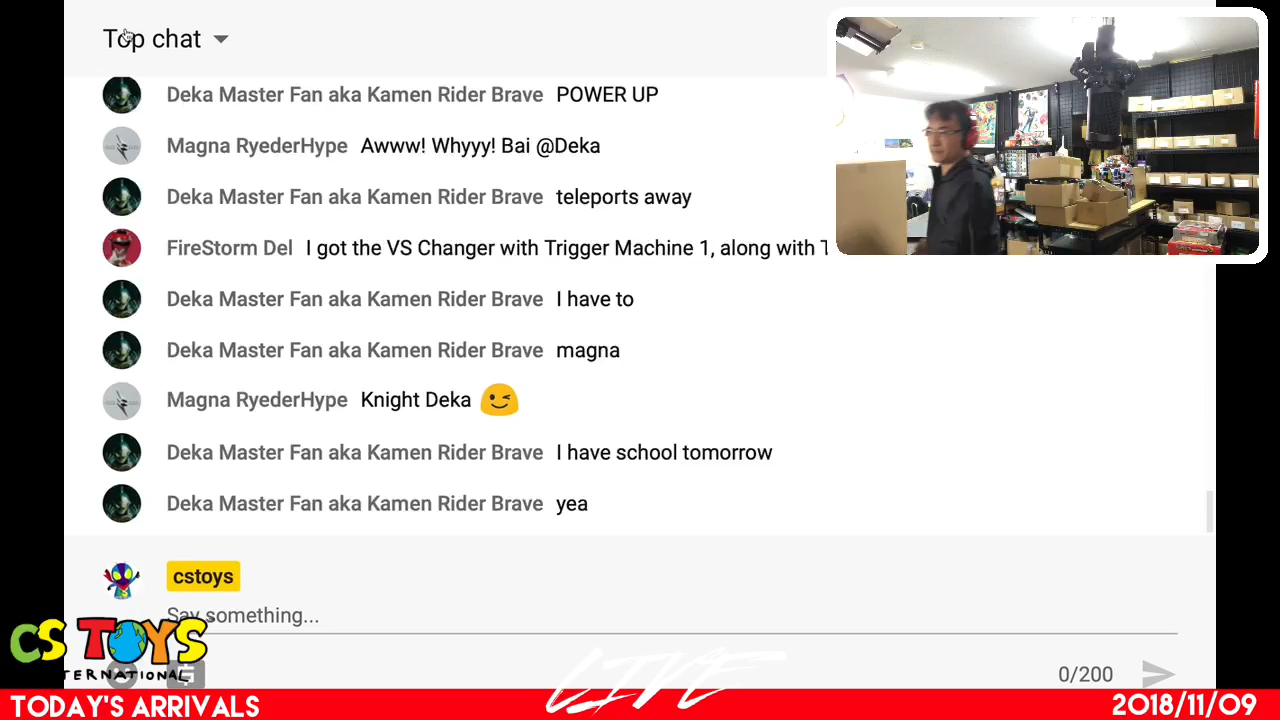 Top chat
Deka Master Fan aka Kamen Rider Brave POWER UP
Magna RyederHype Awww! Whyyy! Bai @Deka
Deka Master Fan aka Kamen Rider Brave teleports away
FireStorm Del I got the VS Changer with Trigger Machine 1, along with T
Deka Master Fan aka Kamen Rider Brave I have to
Deka Master Fan aka Kamen Rider Brave magna
Magna RyederHype Knight Deka
Deka Master Fan aka Kamen Rider Brave I have school tomorrow
Deka Master Fan aka Kamen Rider Brave yea
cstoys
Say something...
CS TOYS
TERNATIONAL
0/200
LIVE
TODAY'S ARRIVALS
2018/11/09